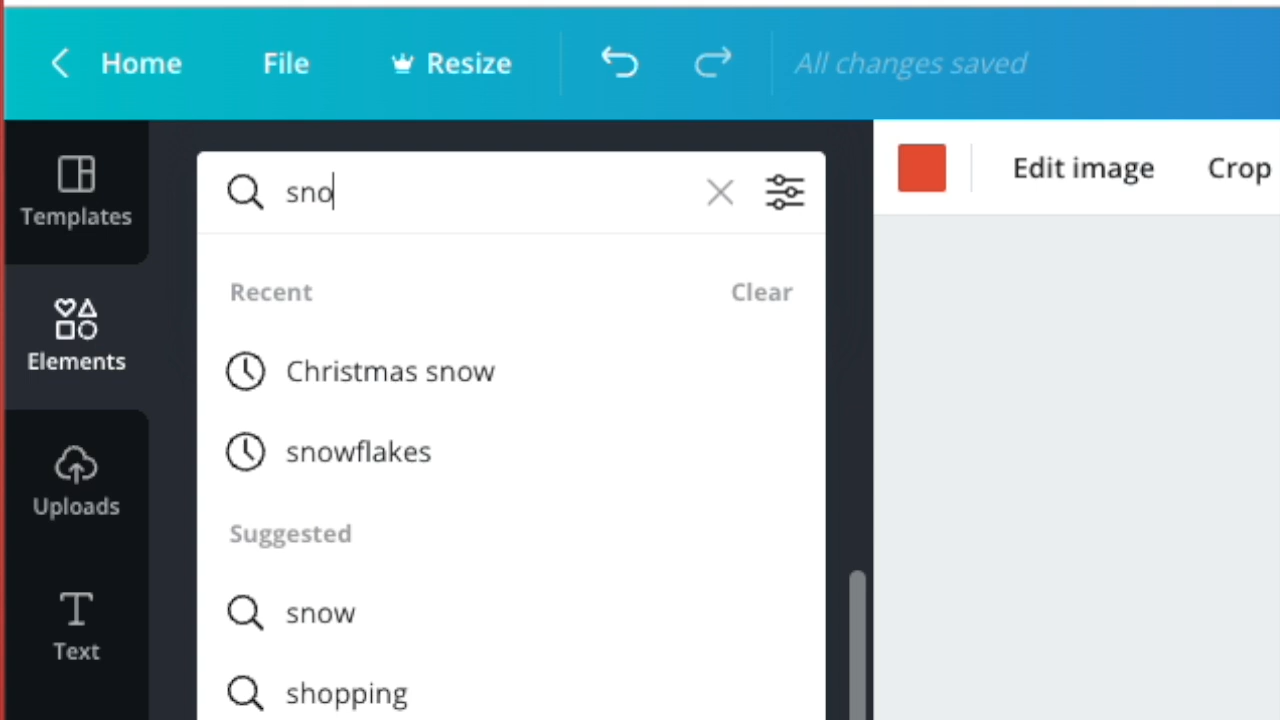 Home File Resize All changes saved
Templates
Elements
Uploads
Text
sno
Recent Clear
Christmas snow
snowflakes
Suggested
snow
shopping
Edit image Crop